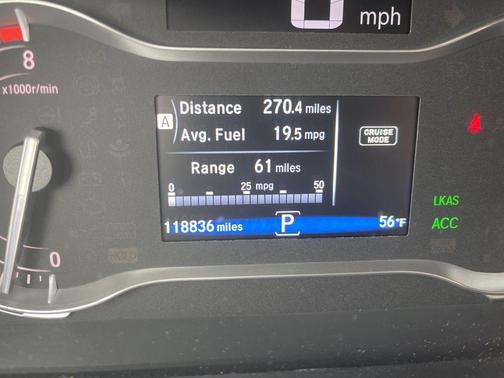 mph
8
x1000r/min
Distance 270.4 miles
A
Avg. Fuel 19.5 mpg
CRUISE
MODE
Range 61 miles
0 25 mpg 50
LKAS
118836 miles P 56°F
ACC
0